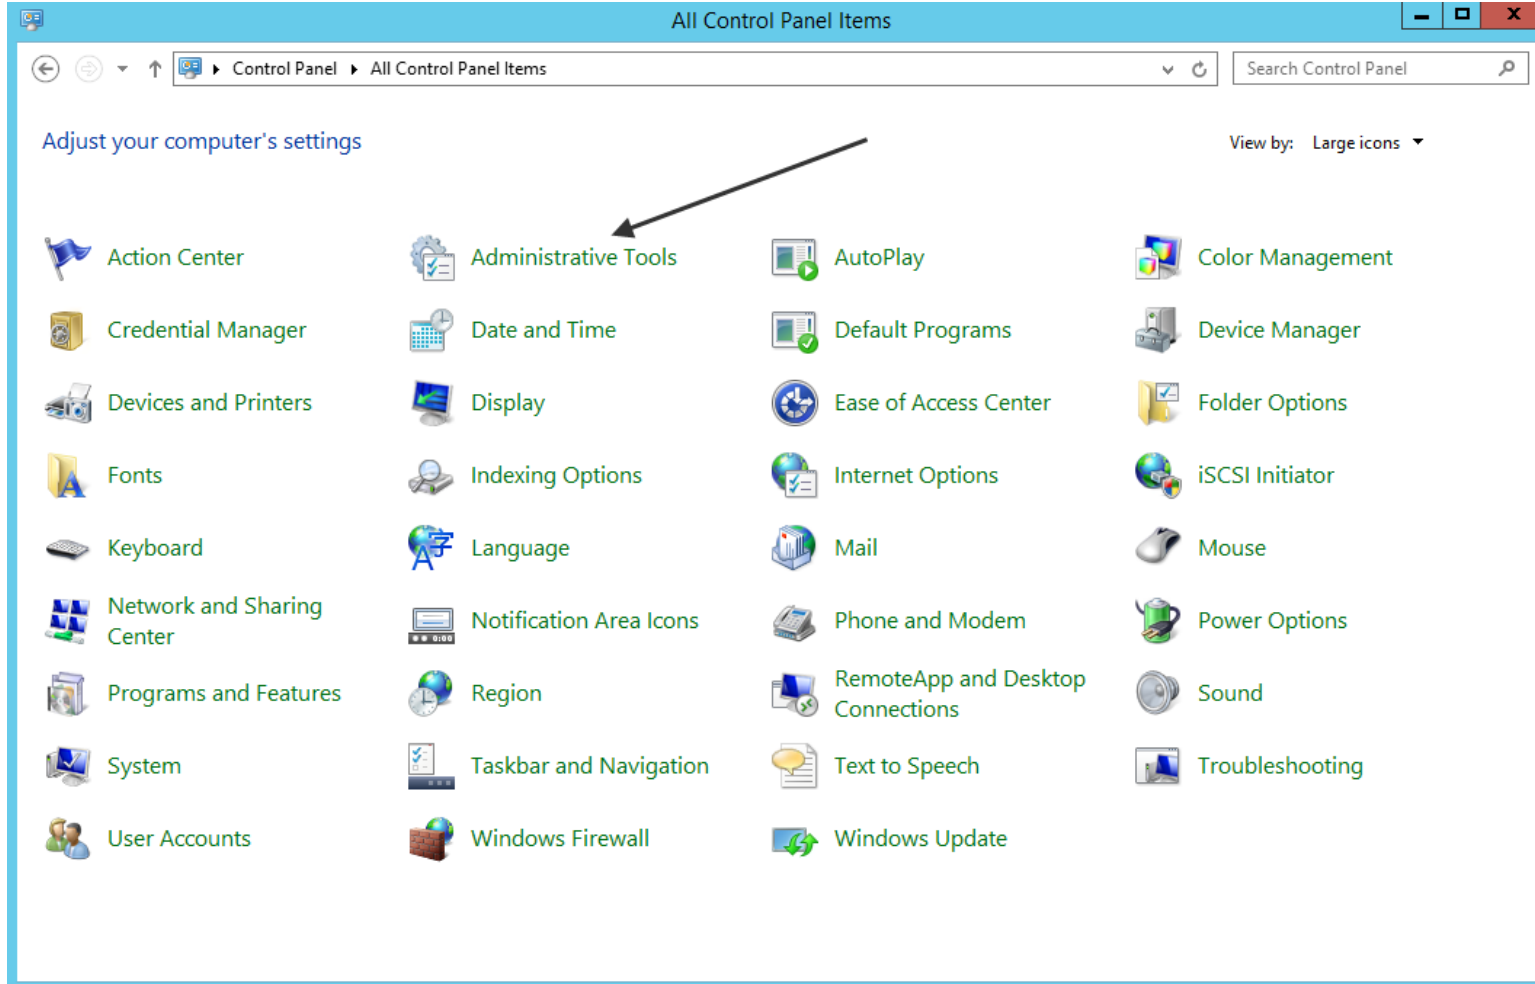 All Control Panel Items
Control Panel All Control Panel Items
Search Control Panel
Adjust your computer's settings
View by: Large icons
Action Center
Administrative Tools
AutoPlay
Color Management
Credential Manager
Date and Time
Default Programs
Device Manager
Devices and Printers
Display
Ease of Access Center
Folder Options
Fonts
Indexing Options
Internet Options
iSCSI Initiator
Keyboard
Language
Mail
Mouse
Network and Sharing
Center
Notification Area Icons
Phone and Modem
Power Options
Programs and Features
Region
RemoteApp and Desktop
Connections
Sound
System
Taskbar and Navigation
Text to Speech
Troubleshooting
User Accounts
Windows Firewall
Windows Update